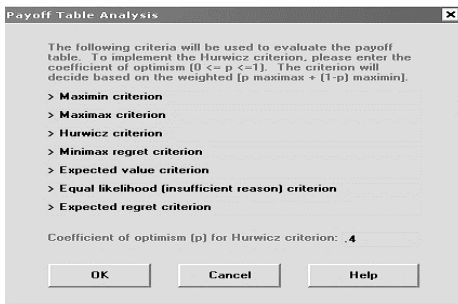 Payoff Table Analysis
The following criteria will be used to evaluate the payoff
table. To implement the Hurwicz criterion, please enter the
coefficient of optimism (0 <= p <=1). The criterion will
decide based on the weighted [p maximax + (1-p) maximin].
> Maximin criterion
> Maximax criterion
> Hurwicz criterion
> Minimax regret criterion
> Expected value criterion
> Equal likelihood (insufficient reason) criterion
> Expected regret criterion
Coefficient of optimism (p) for Hurwicz criterion: .4
OK Cancel Help